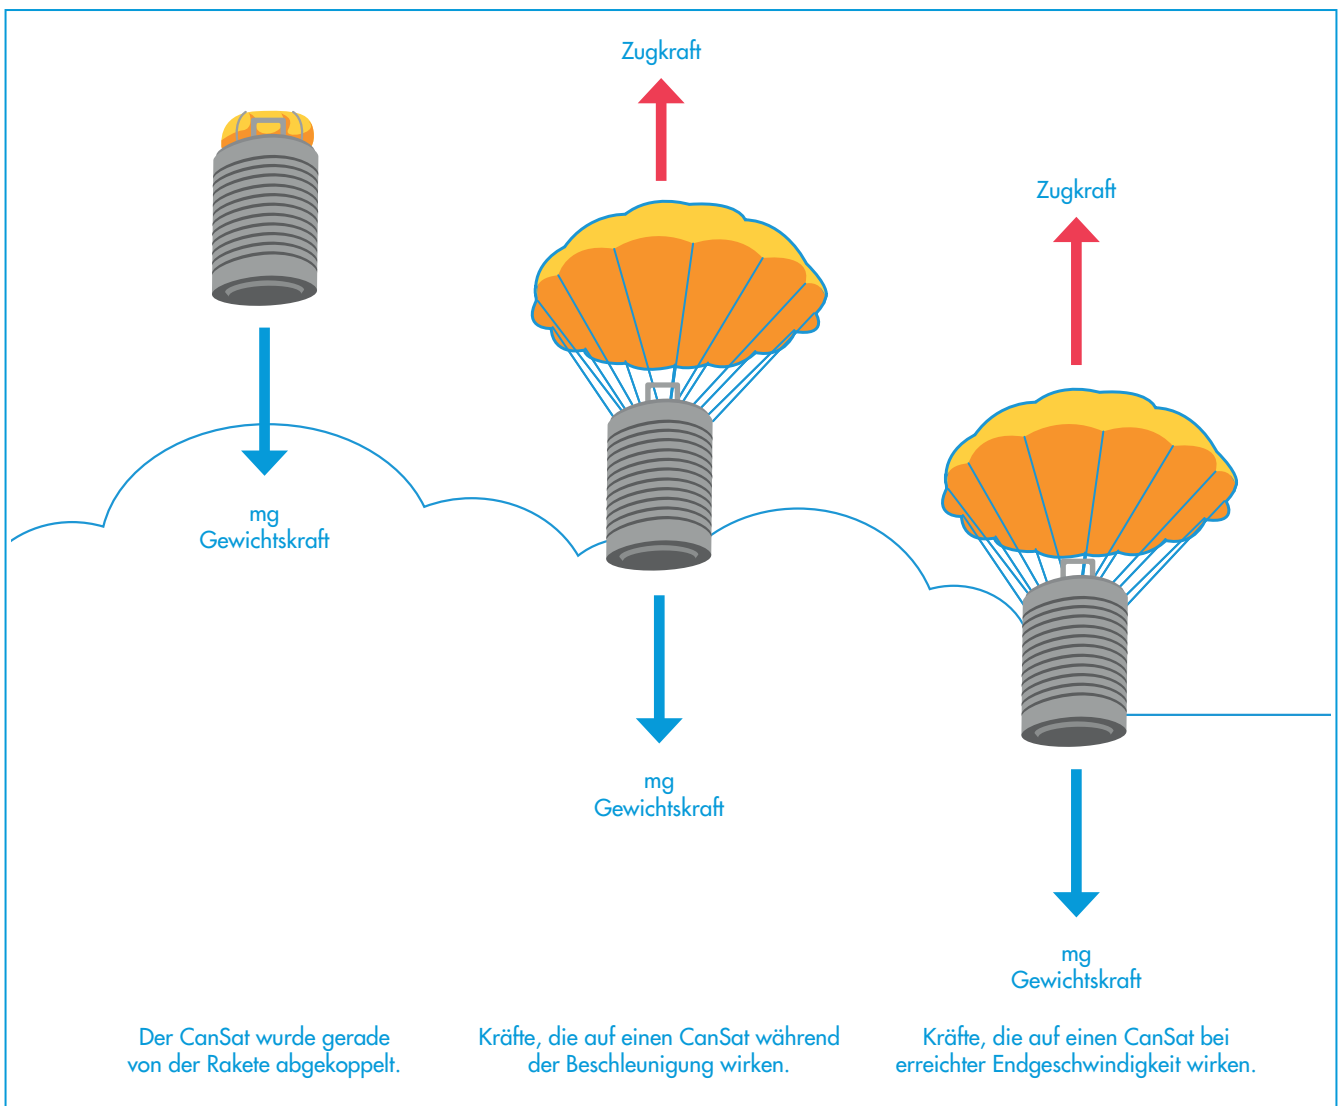 Zugkraft
Zugkraft
mg
Gewichtskraft
mg
Gewichtskraft
mg
Gewichtskraft
Der CanSat wurde gerade
von der Rakete abgekoppelt.
Kräfte, die auf einen CanSat während
der Beschleunigung wirken.
Kräfte, die auf einen CanSat bei
erreichter Endgeschwindigkeit wirken.